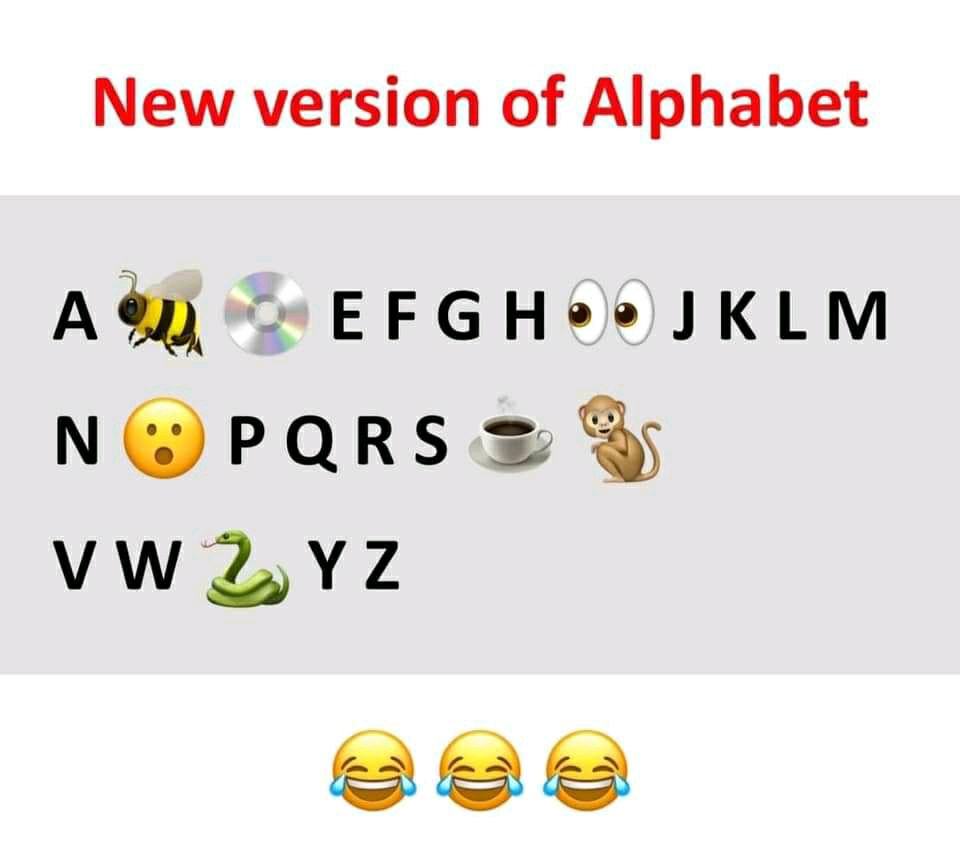 New version of Alphabet
A 🐝 💿 E F G H 👀 J K L M
N 😮 P Q R S ☕ 🐒
V W 🐍 Y Z
😂 😂 😂